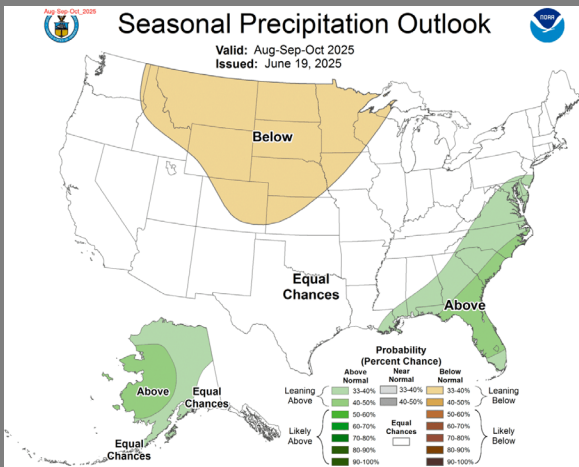 Aug-Sep-Oct 2025
Seasonal Precipitation Outlook
NOAA
Valid: Aug-Sep-Oct 2025
Issued: June 19, 2025
Below
Equal
Chances
Above
Above
Equal
Chances
Equal
Chances
Probability
(Percent Chance)
Above
Normal
Near
Normal
Below
Normal
Leaning
Above
33-40%
33-40%
33-40%
Leaning
Below
40-50%
40-50%
40-50%
Likely
Above
50-60%
Equal
Chances
50-60%
Likely
Below
60-70%
60-70%
70-80%
70-80%
80-90%
80-90%
90-100%
90-100%